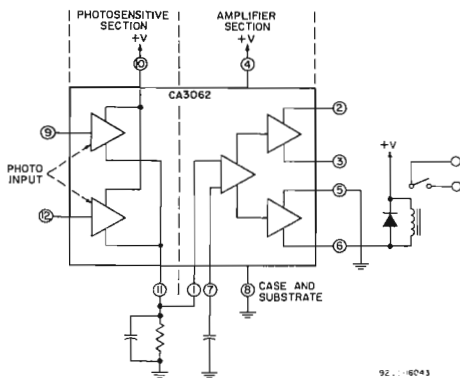 PHOTOSENSITIVE SECTION
AMPLIFIER SECTION
+V
+V
10
4
CA3062
2
9
3
PHOTO INPUT
+V
5
12
6
11
1
7
8
CASE AND SUBSTRATE